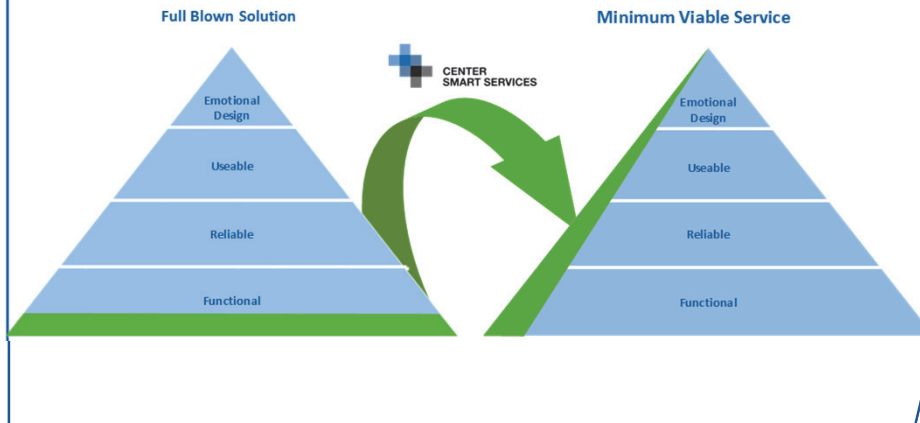 Full Blown Solution
Minimum Viable Service
CENTER
SMART SERVICES
Emotional
Design
Useable
Reliable
Functional
Emotional
Design
Useable
Reliable
Functional